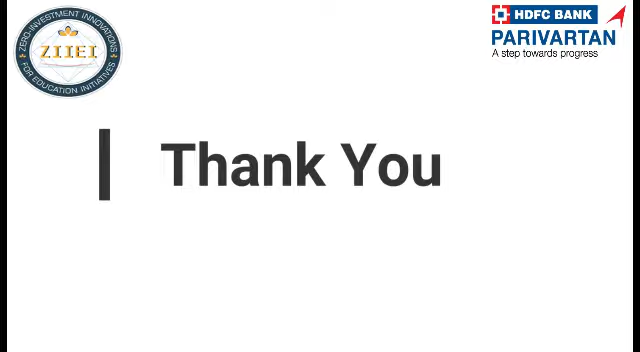 ZERO-INVESTMENT INNOVATIONS
ZIIEI
FOR EDUCATION INITIATIVES
HDFC BANK
PARIVARTAN
A step towards progress
Thank You